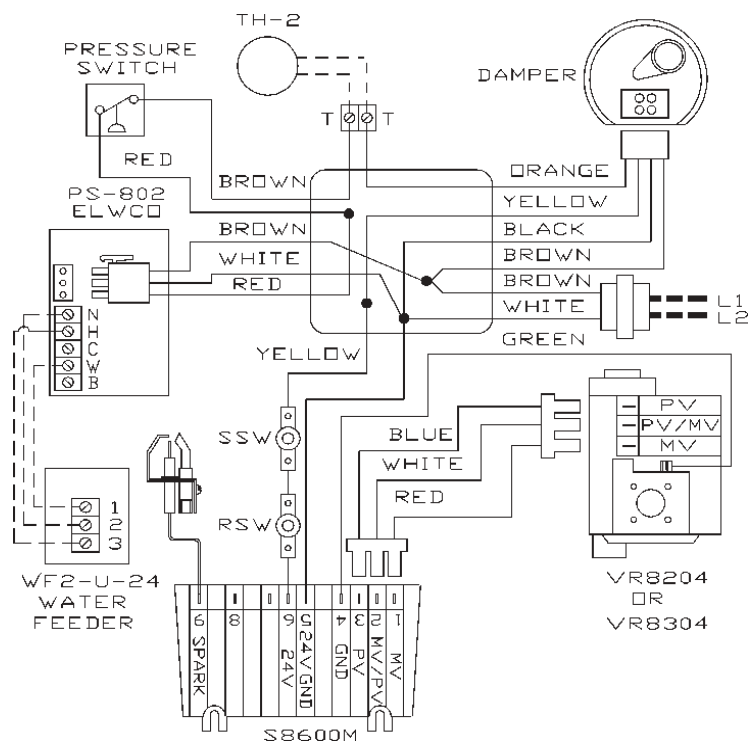 TH-2
PRESSURE
SWITCH
DAMPER
T T
RED
BROWN
ORANGE
YELLOW
PS-802
ELWCO
BROWN
BLACK
WHITE
BROWN
RED
BROWN
WHITE
L1
L2
GREEN
N
H
C
W
B
YELLOW
SSW
BLUE
WHITE
RED
PV
PV/MV
MV
RSW
1
2
3
WF2-U-24
WATER
FEEDER
VR8204
OR
VR8304
9 SPARK
8
6 24V
5 24V GND
4 GND
3 PV
2 MV/PV
1 MV
S8600M